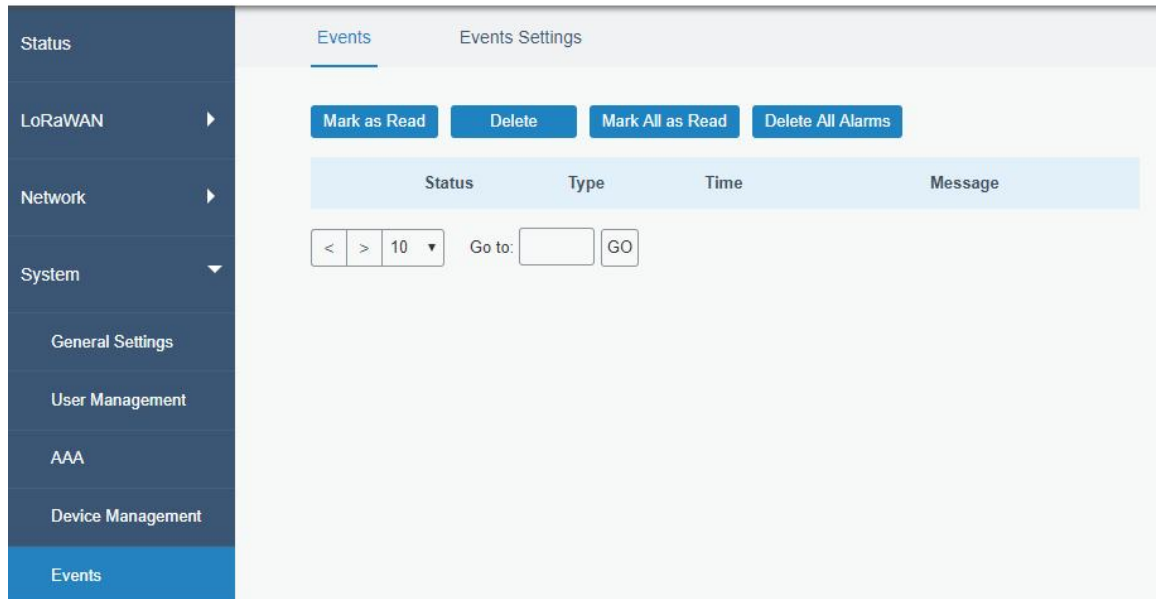 Status
LoRaWAN
Network
System
General Settings
User Management
AAA
Device Management
Events
Events Events Settings
Mark as Read Delete Mark All as Read Delete All Alarms
Status Type Time Message
< > 10 Go to: GO